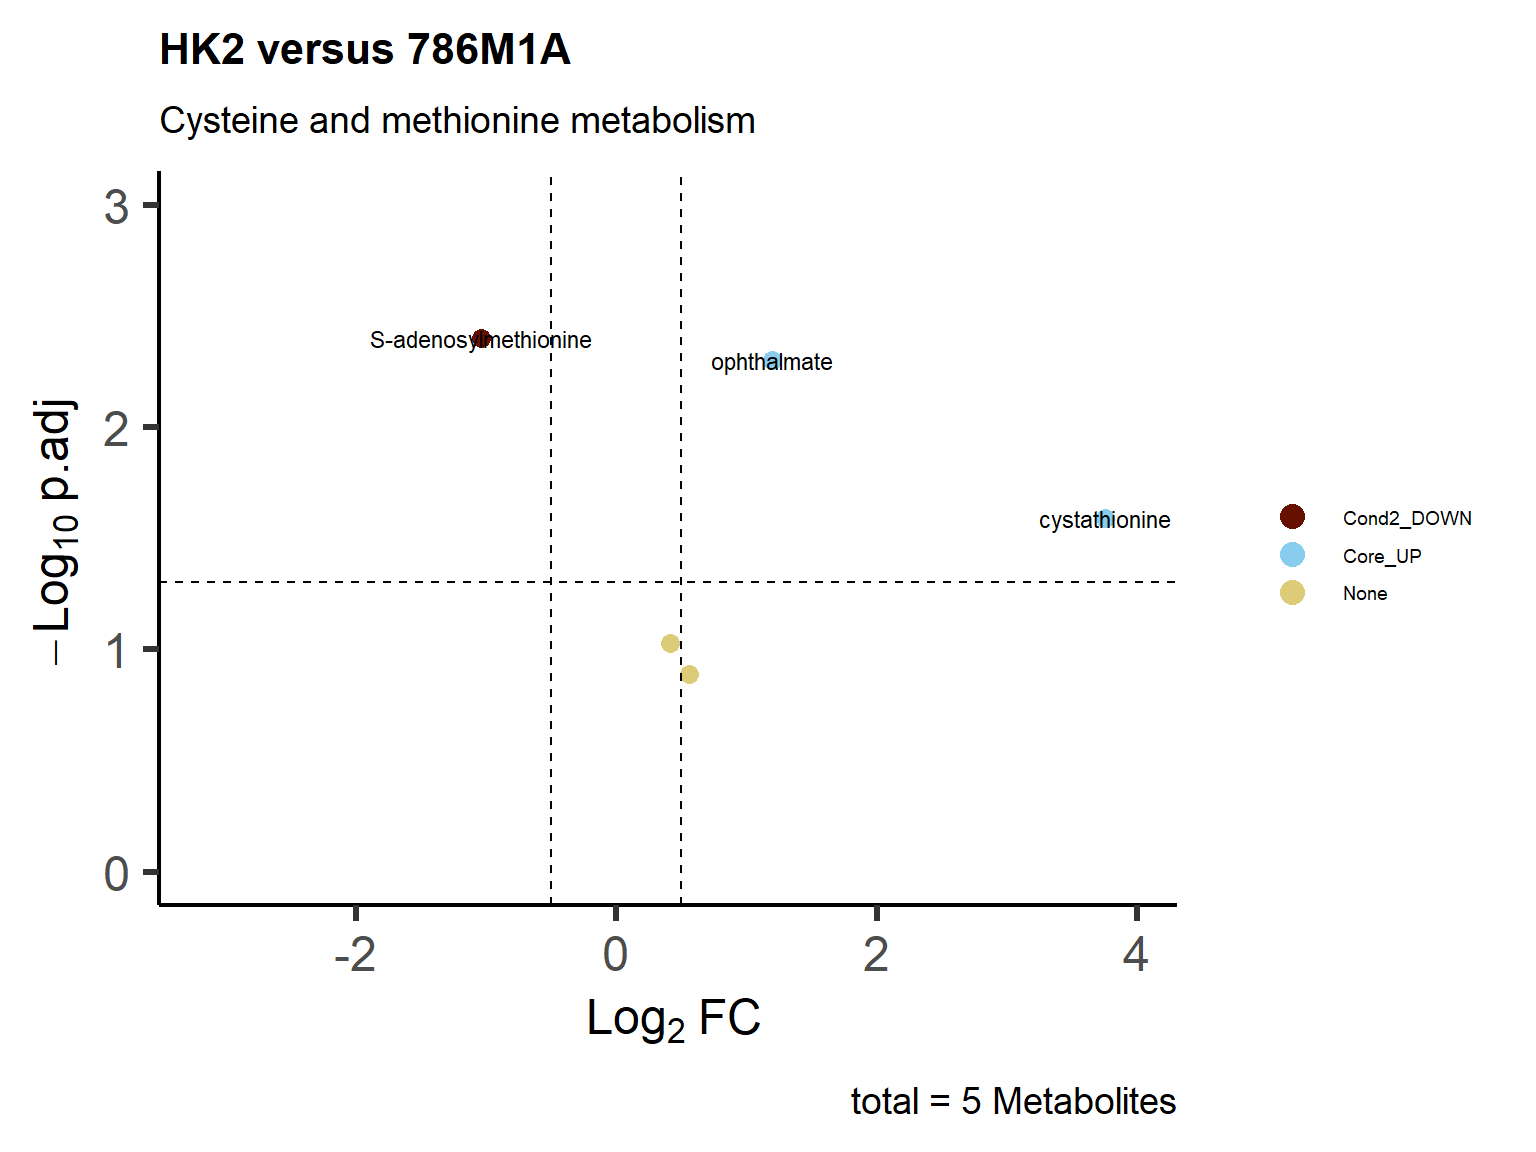 HK2 versus 786M1A
Cysteine and methionine metabolism
3
2
1
0
−Log10 p.adj
S-adenosylmethionine
ophthalmate
cystathionine
Cond2_DOWN
Core_UP
None
-2 0 2 4
Log2 FC
total = 5 Metabolites